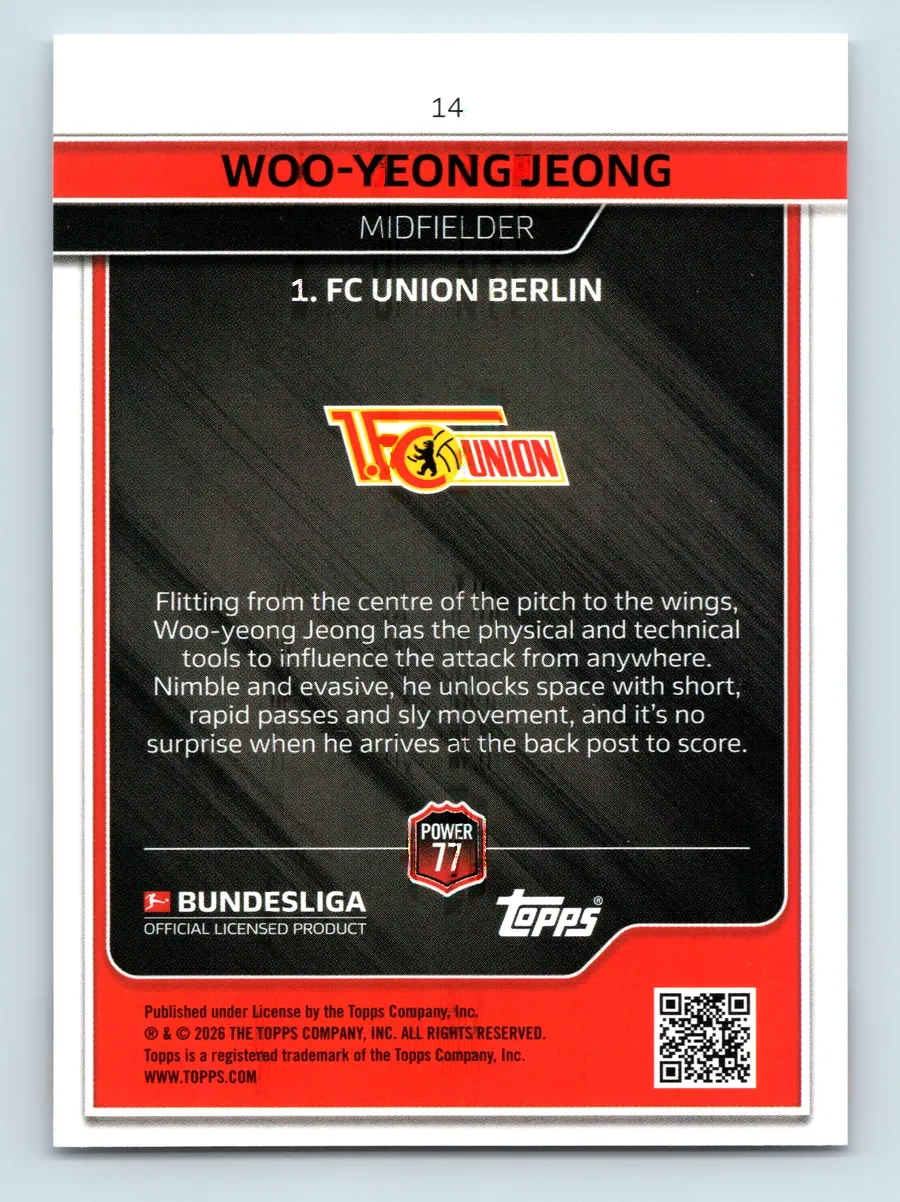 14
WOO-YEONG JEONG
MIDFIELDER
1. FC UNION BERLIN
1.FC UNION
Flitting from the centre of the pitch to the wings,
Woo-yeong Jeong has the physical and technical
tools to influence the attack from anywhere.
Nimble and evasive, he unlocks space with short,
rapid passes and sly movement, and it's no
surprise when he arrives at the back post to score.
POWER
77
BUNDESLIGA
OFFICIAL LICENSED PRODUCT
Topps®
Published under License by the Topps Company, Inc.
® & © 2026 THE TOPPS COMPANY, INC. ALL RIGHTS RESERVED.
Topps is a registered trademark of the Topps Company, Inc.
WWW.TOPPS.COM